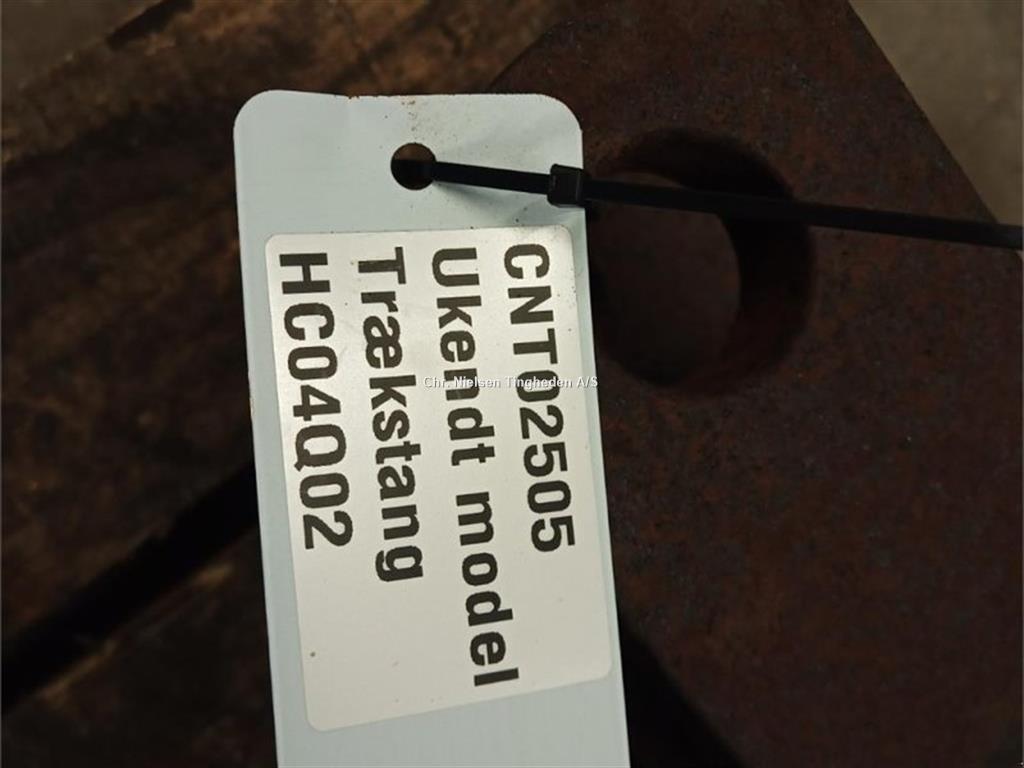 CNT02505
Ukendt model
Trækstang
HC04Q02
Chr. Nielsen Tingheden A/S